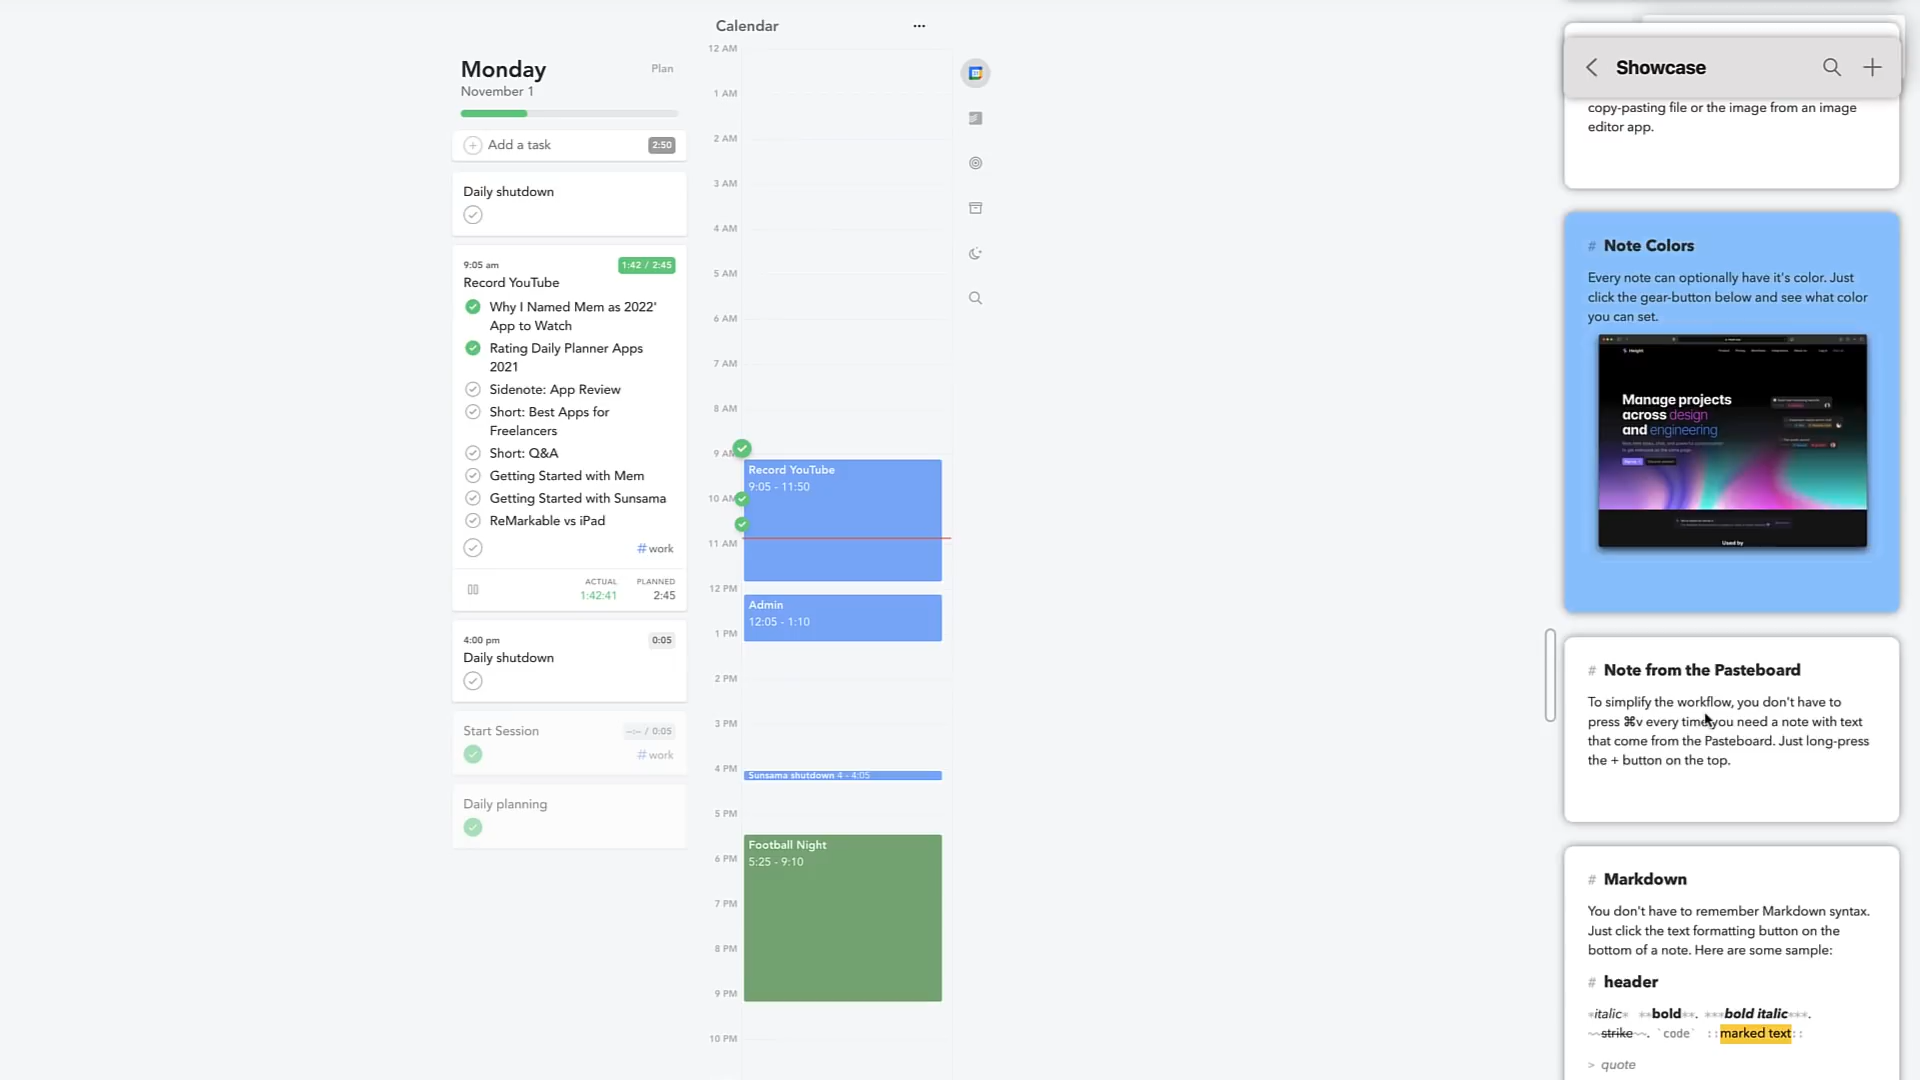 Monday
Plan
November 1
Add a task
2:50
Daily shutdown
9:05 am
1:42 / 2:45
Record YouTube
Why I Named Mem as 2022'
App to Watch
Rating Daily Planner Apps
2021
Sidenote: App Review
Short: Best Apps for
Freelancers
Short: Q&A
Getting Started with Mem
Getting Started with Sunsama
ReMarkable vs iPad
#work
ACTUAL
PLANNED
1:42:41
2:45
4:00 pm
0:05
Daily shutdown
Start Session
--:-- / 0:05
#work
Daily planning
Calendar
12 AM
1 AM
2 AM
3 AM
4 AM
5 AM
6 AM
7 AM
8 AM
9 AM
Record YouTube
9:05 - 11:50
10 AM
11 AM
12 PM
Admin
12:05 - 1:10
1 PM
2 PM
3 PM
4 PM
Sunsama shutdown 4 - 4:05
5 PM
Football Night
5:25 - 9:10
6 PM
7 PM
8 PM
9 PM
10 PM
Showcase
copy-pasting file or the image from an image
editor app.
# Note Colors
Every note can optionally have it's color. Just
click the gear-button below and see what color
you can set.
Height
Manage projects
across design
and engineering
Used by
# Note from the Pasteboard
To simplify the workflow, you don't have to
press ⌘v every time you need a note with text
that come from the Pasteboard. Just long-press
the + button on the top.
# Markdown
You don't have to remember Markdown syntax.
Just click the text formatting button on the
bottom of a note. Here are some sample:
# header
*italic* **bold**. ***bold italic***.
~~strike~~. `code` ::marked text::
> quote